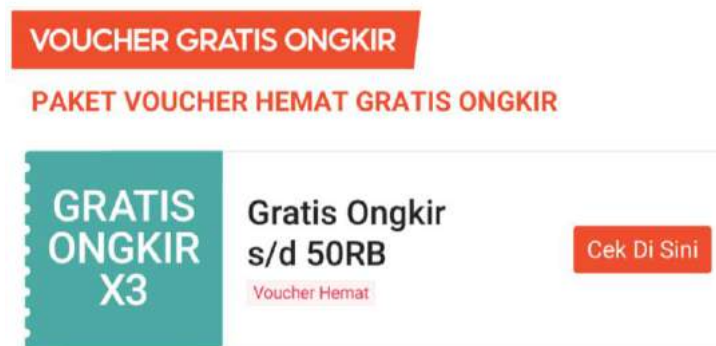 VOUCHER GRATIS ONGKIR
PAKET VOUCHER HEMAT GRATIS ONGKIR
GRATIS
ONGKIR
X3
Gratis Ongkir
s/d 50RB
Voucher Hemat
Cek Di Sini